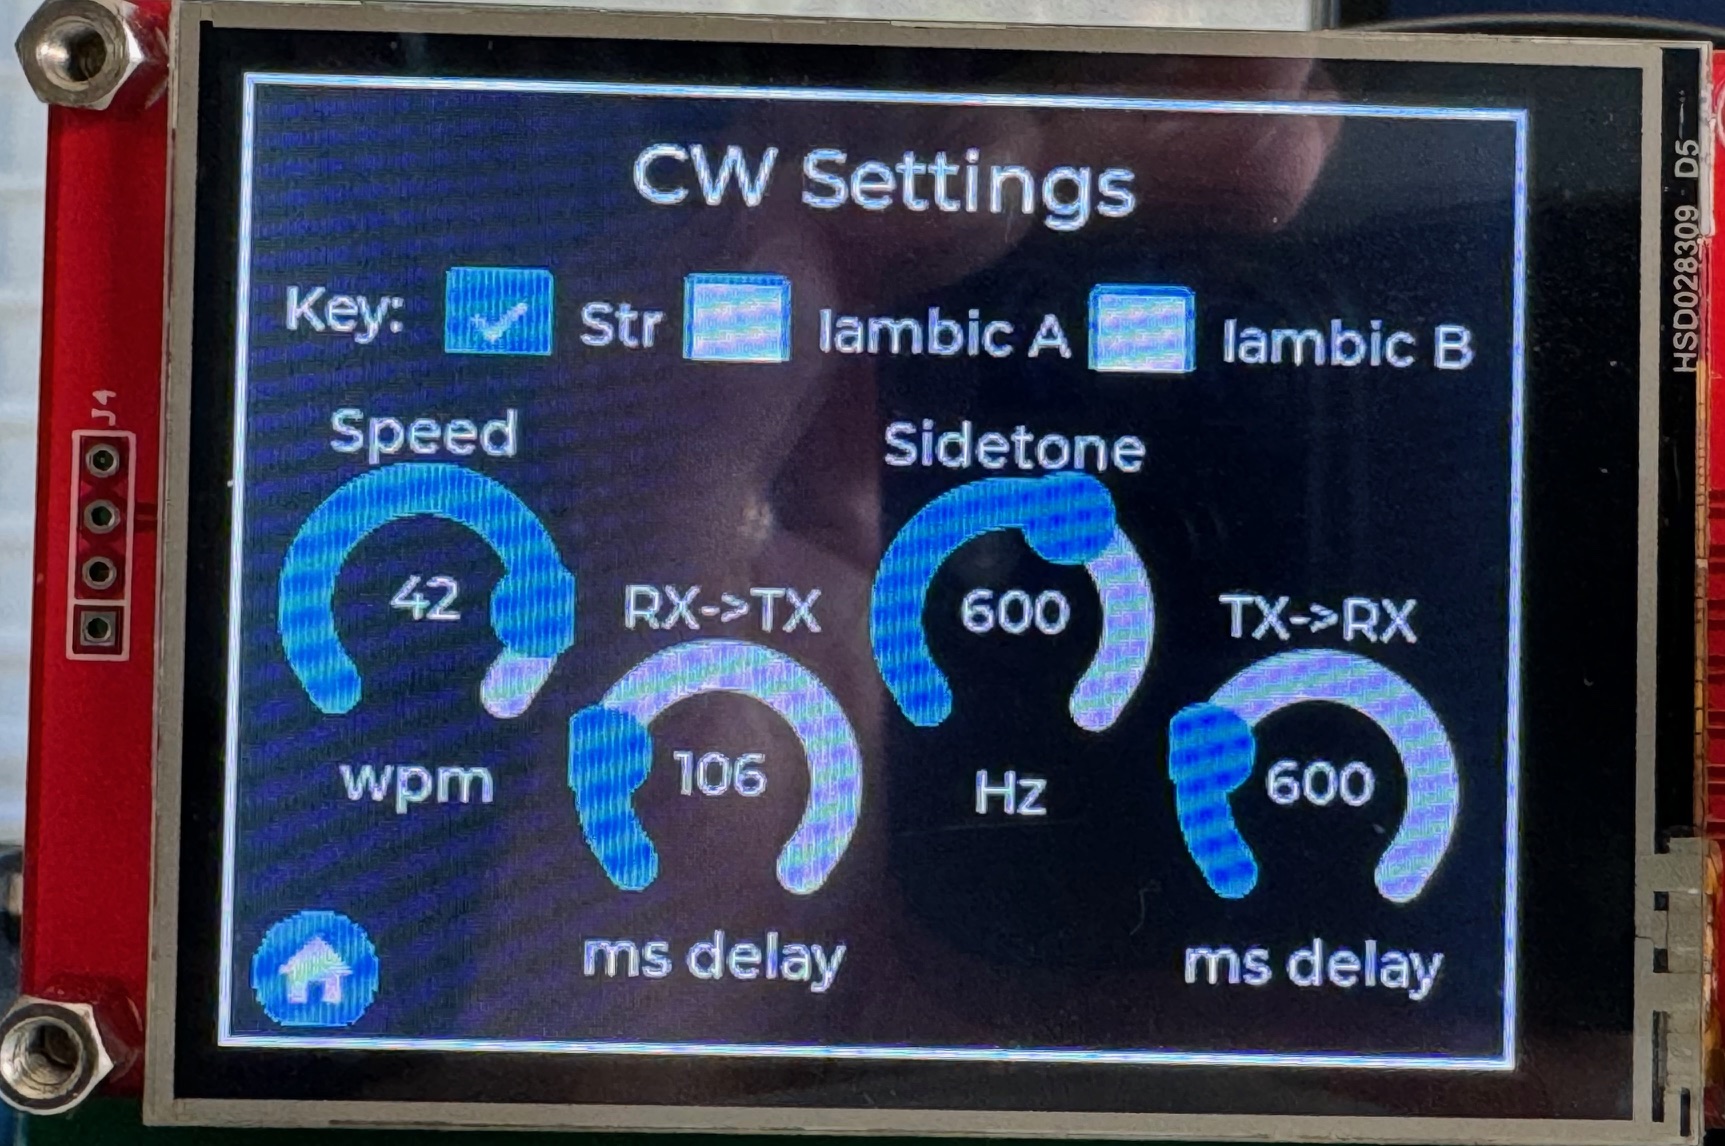 CW Settings
Key: Str Iambic A Iambic B
Speed
42
wpm
RX->TX
106
ms delay
Sidetone
600
Hz
TX->RX
600
ms delay
J4
HSD028309 D5